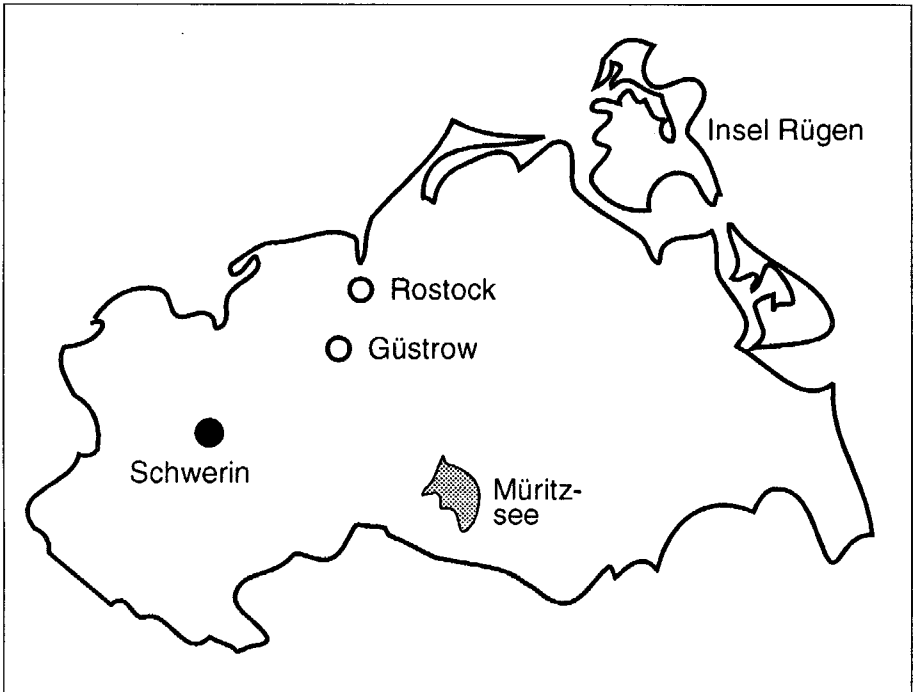 Insel Rügen
Rostock
Güstrow
Schwerin
Müritz-
see